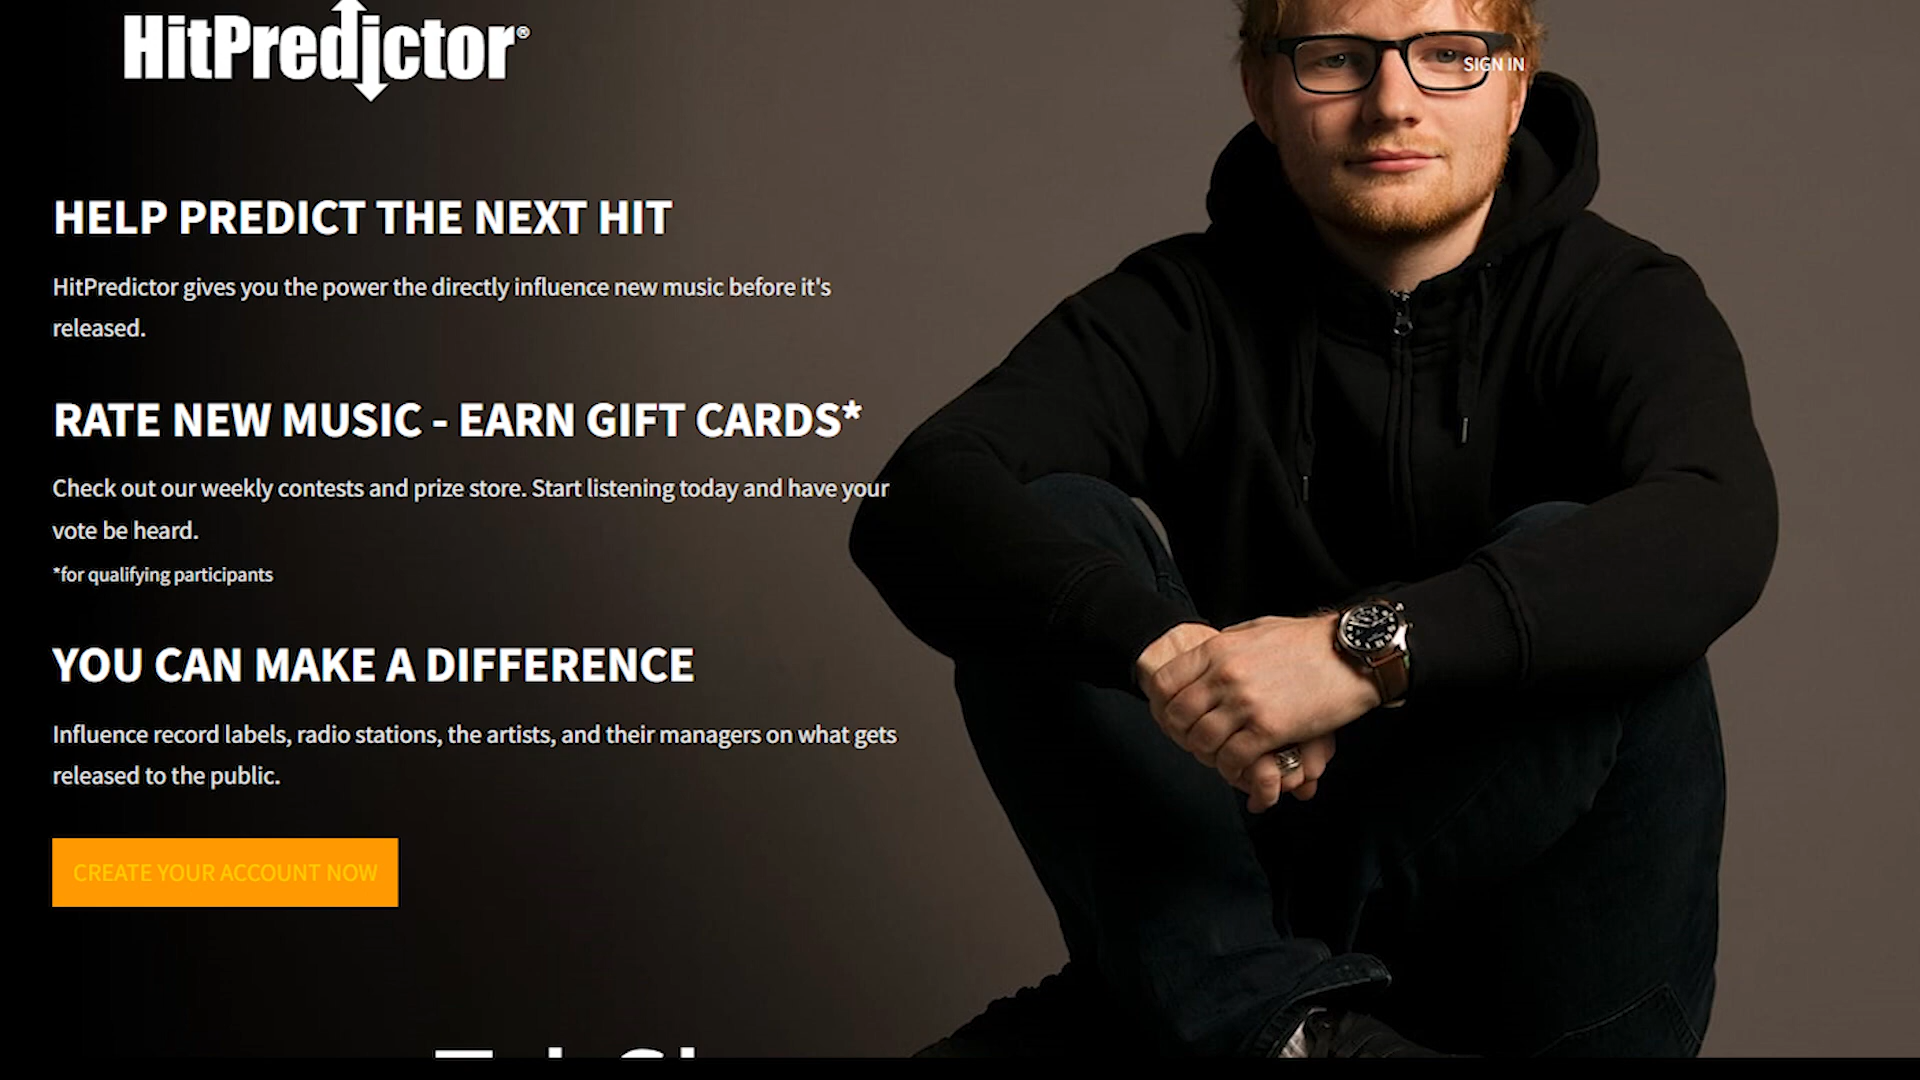 HitPredictor®
SIGN IN
HELP PREDICT THE NEXT HIT
HitPredictor gives you the power the directly influence new music before it's
released.
RATE NEW MUSIC - EARN GIFT CARDS*
Check out our weekly contests and prize store. Start listening today and have your
vote be heard.
*for qualifying participants
YOU CAN MAKE A DIFFERENCE
Influence record labels, radio stations, the artists, and their managers on what gets
released to the public.
CREATE YOUR ACCOUNT NOW